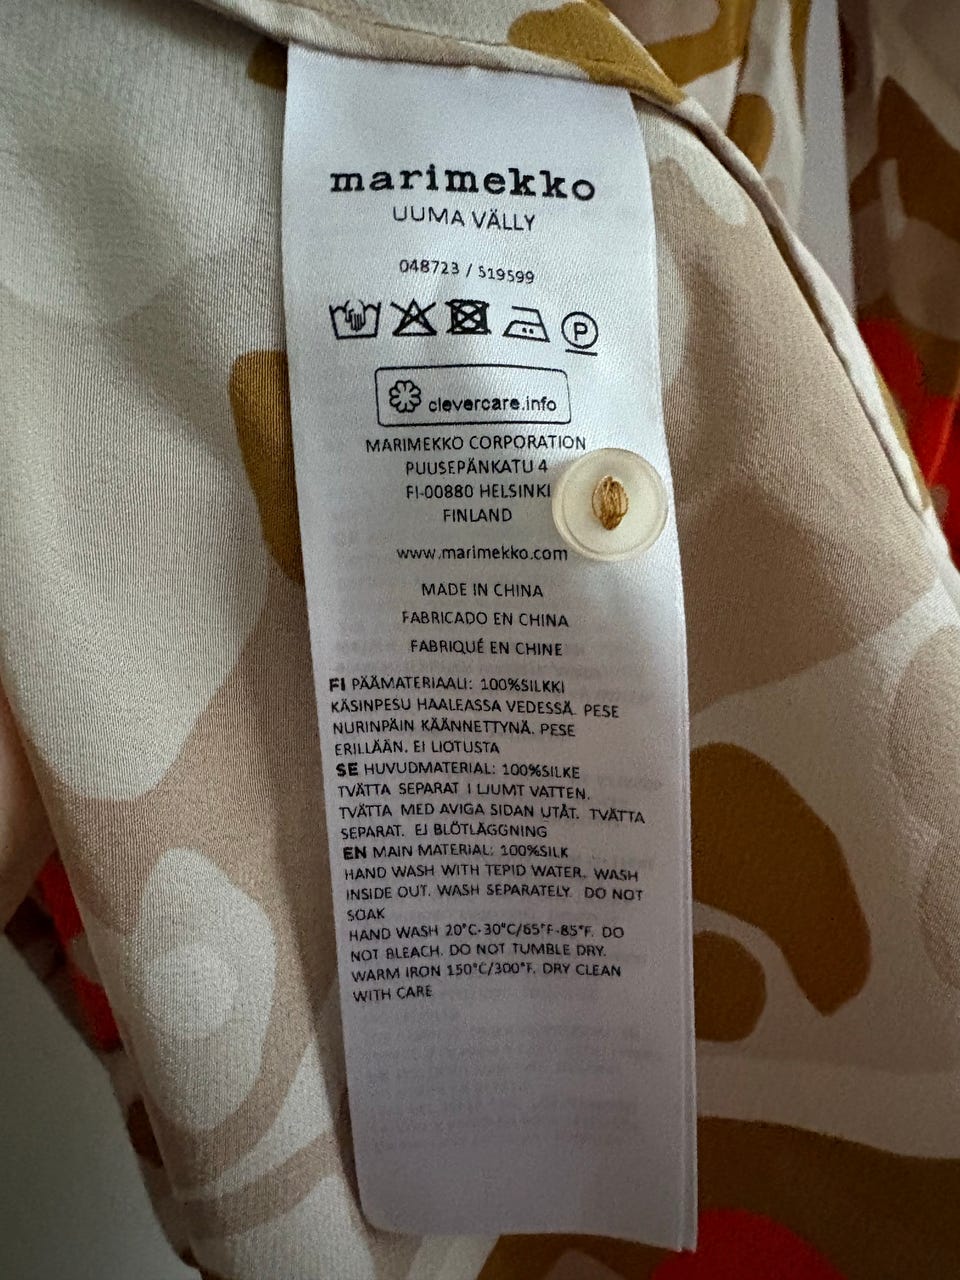 marimekko
UUMA VÄLLY
048723 / 519599
P
clevercare.info
MARIMEKKO CORPORATION
PUUSEPÄNKATU 4
FI-00880 HELSINKI
FINLAND
www.marimekko.com
MADE IN CHINA
FABRICADO EN CHINA
FABRIQUÉ EN CHINE
FI PÄÄMATERIAALI: 100%SILKKI
KÄSINPESU HAALEASSA VEDESSÄ. PESE
NURINPÄIN KÄÄNNETTYNÄ. PESE
ERILLÄÄN. EI LIOTUSTA
SE HUVUDMATERIAL: 100%SILKE
TVÄTTA SEPARAT I LJUMT VATTEN.
TVÄTTA MED AVIGA SIDAN UTÅT. TVÄTTA
SEPARAT. EJ BLÖTLÄGGNING
EN MAIN MATERIAL: 100%SILK
HAND WASH WITH TEPID WATER. WASH
INSIDE OUT. WASH SEPARATELY. DO NOT
SOAK
HAND WASH 20°C-30°C/65°F-85°F. DO
NOT BLEACH. DO NOT TUMBLE DRY.
WARM IRON 150°C/300°F. DRY CLEAN
WITH CARE